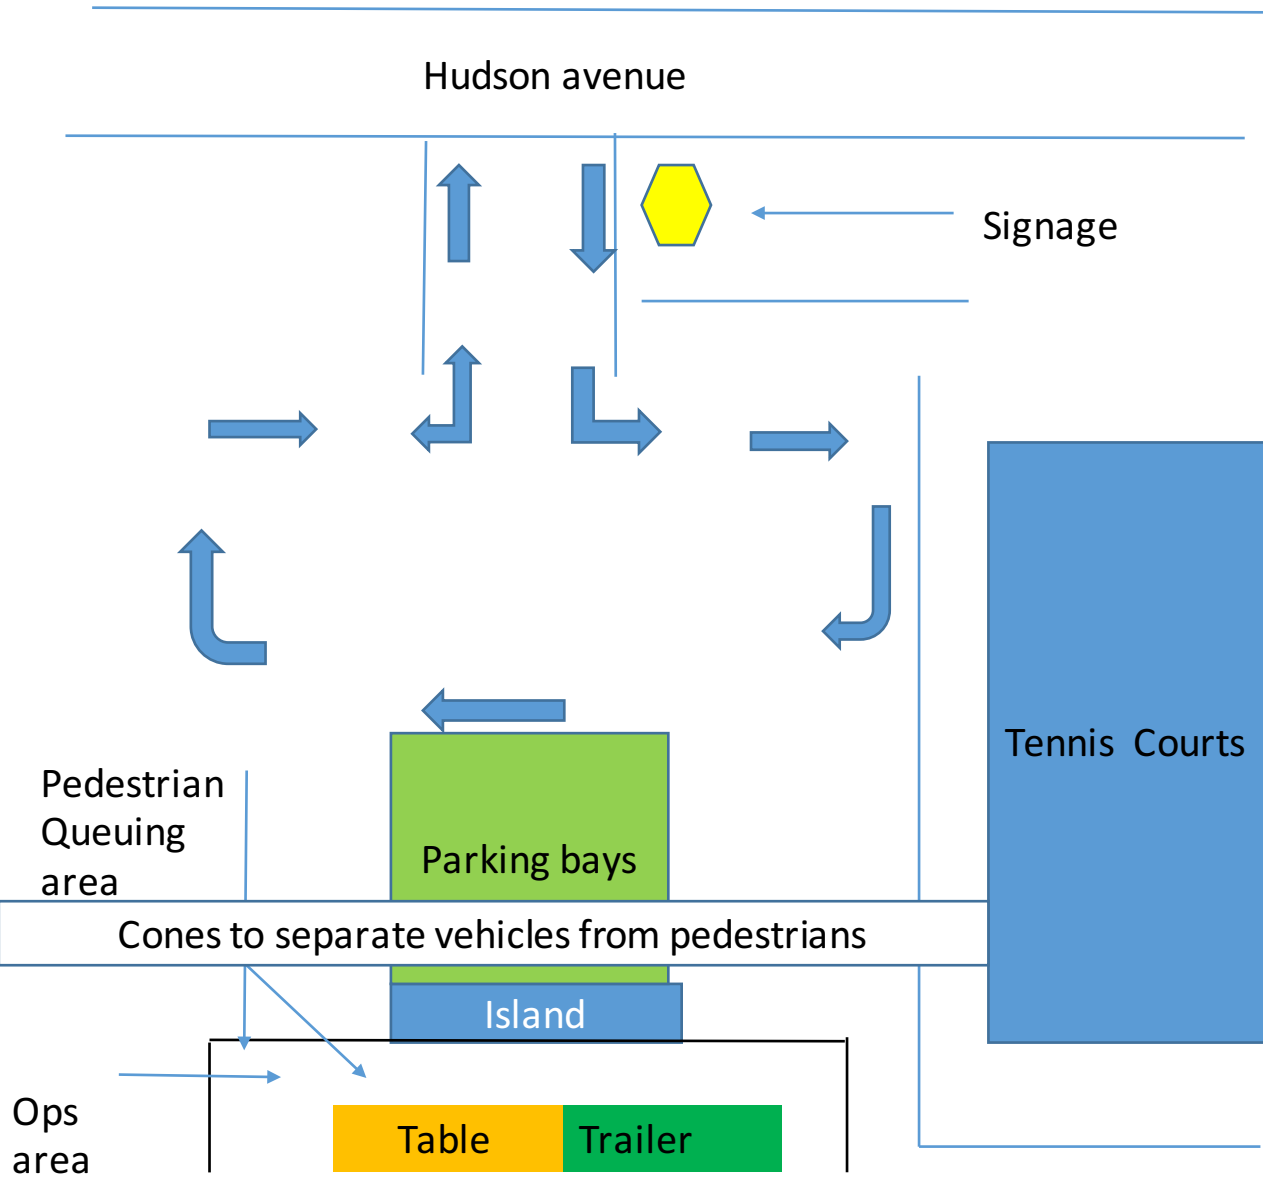 Hudson avenue
Signage
Tennis  Courts
Pedestrian
Queuing
area
Parking bays
Cones to separate vehicles from pedestrians
Island
Ops
area
Table
Trailer